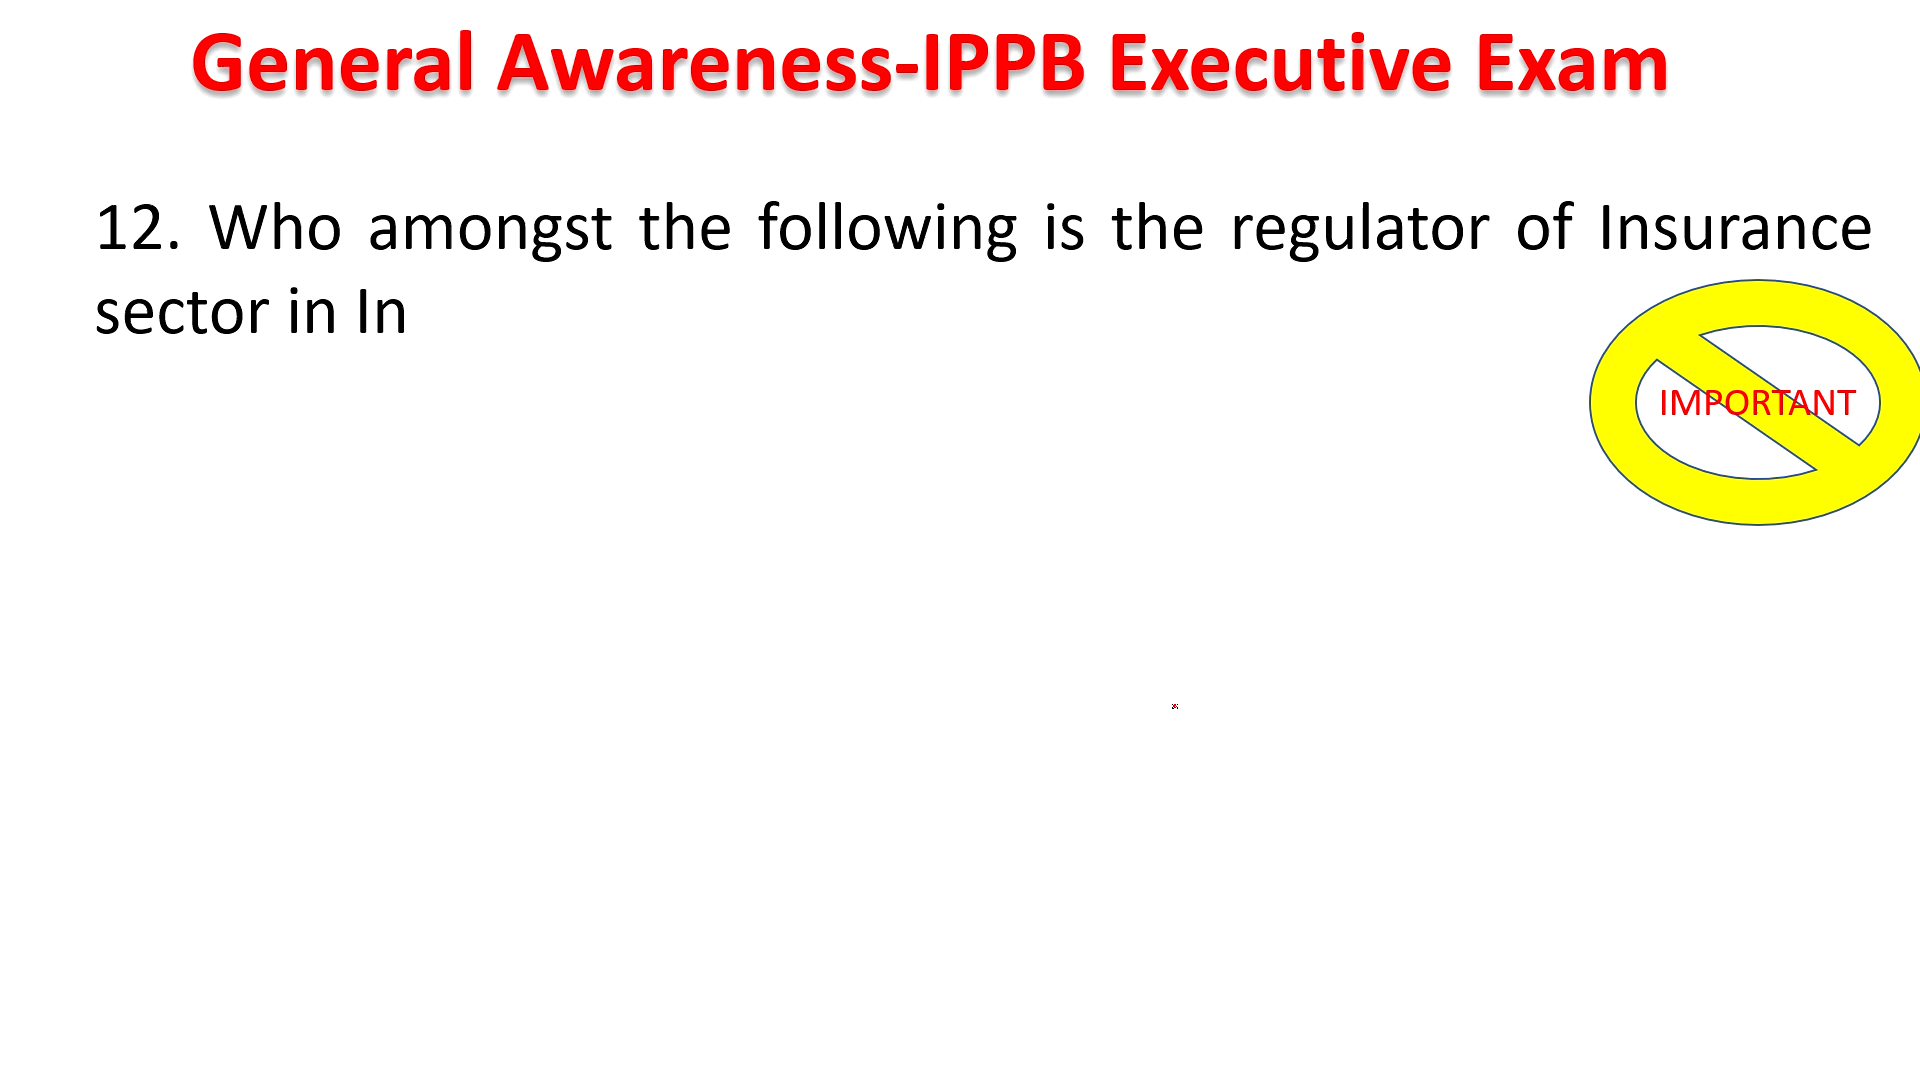 General Awareness-IPPB Executive Exam
12. Who amongst the following is the regulator of Insurance
sector in In
IMPORTANT